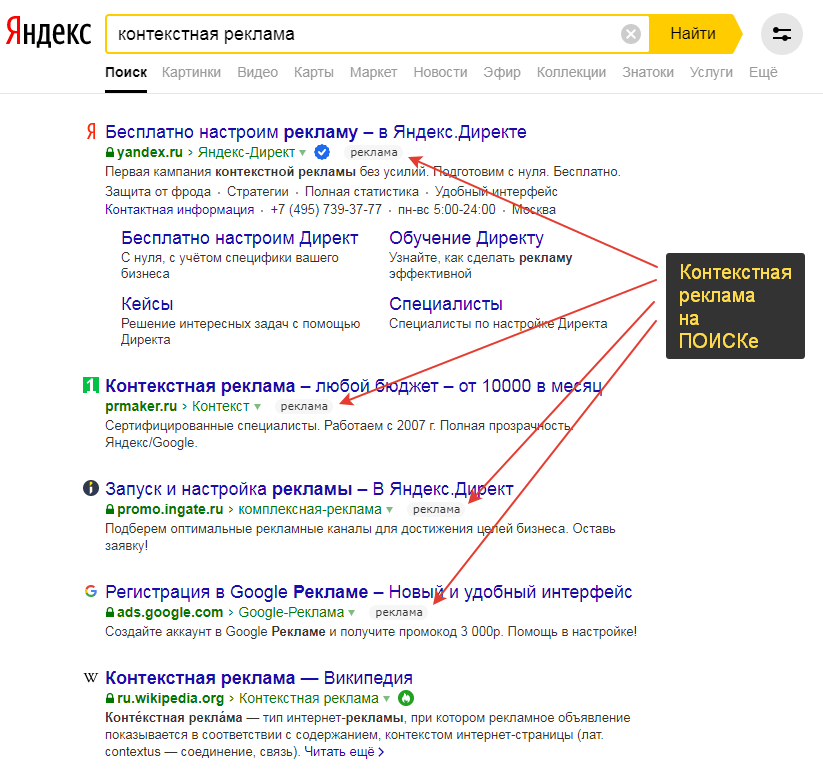 Яндекс
контекстная реклама
Найти
Поиск Картинки Видео Карты Маркет Новости Эфир Коллекции Знатоки Услуги Ещё
Я Бесплатно настроим рекламу – в Яндекс.Директе
yandex.ru › Яндекс-Директ реклама
Первая кампания контекстной рекламы без усилий. Подготовим с нуля. Бесплатно.
Защита от фрода · Стратегии · Полная статистика · Удобный интерфейс
Контактная информация · +7 (495) 739-37-77 · пн-вс 5:00-24:00 · Москва
Бесплатно настроим Директ
С нуля, с учётом специфики вашего
бизнеса
Обучение Директу
Узнайте, как сделать рекламу
эффективной
Кейсы
Решение интересных задач с помощью
Директа
Специалисты
Специалисты по настройке Директа
Контекстная
реклама
на
ПОИСКе
1 Контекстная реклама – любой бюджет – от 10000 в месяц
prmaker.ru › Контекст реклама
Сертифицированные специалисты. Работаем с 2007 г. Полная прозрачность.
Яндекс/Google.
i Запуск и настройка рекламы – В Яндекс.Директ
promo.ingate.ru › комплексная-реклама реклама
Подберем оптимальные рекламные каналы для достижения целей бизнеса. Оставь
заявку!
G Регистрация в Google Рекламе – Новый и удобный интерфейс
ads.google.com › Google-Реклама реклама
Создайте аккаунт в Google Рекламе и получите промокод 3 000р. Помощь в настройке!
W Контекстная реклама — Википедия
ru.wikipedia.org › Контекстная реклама
Конте́кстная рекла́ма — тип интернет-рекламы, при котором рекламное объявление
показывается в соответствии с содержанием, контекстом интернет-страницы (лат.
contextus — соединение, связь). Читать ещё >